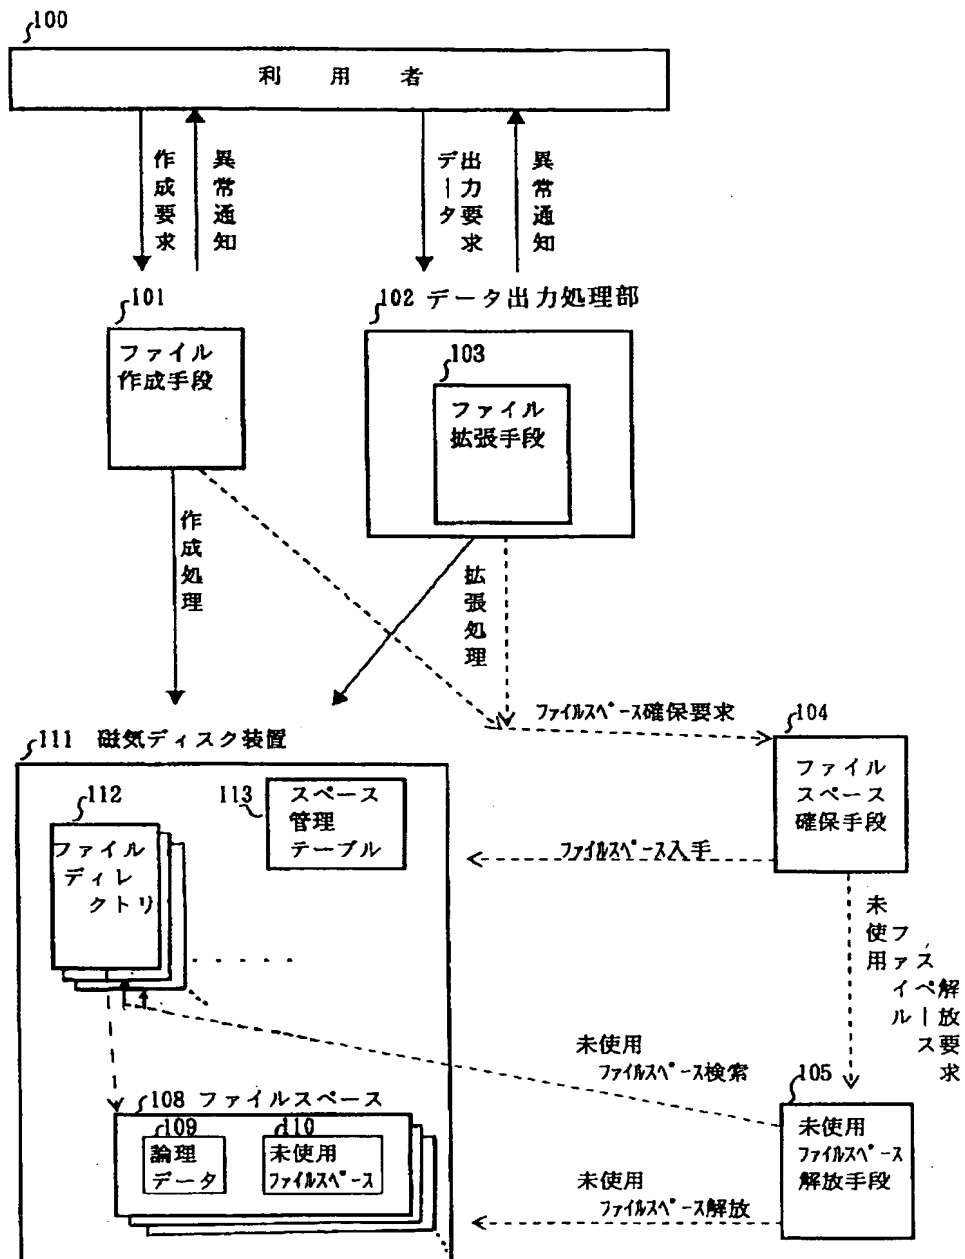 100
利用者
作成要求
異常通知
データ
出力要求
異常通知
101
ファイル
作成手段
102 データ出力処理部
103
ファイル
拡張手段
作成処理
拡張処理
ファイルスペース確保要求
104
ファイル
スペース
確保手段
111 磁気ディスク装置
112
ファイル
ディレ
クトリ
113
スペース
管理
テーブル
ファイルスペース入手
未使用
ファイル
スペース
解放要求
未使用
ファイルスペース検索
105
未使用
ファイルスペース
解放手段
108 ファイルスペース
109
論理
データ
110
未使用
ファイルスペース
未使用
ファイルスペース解放